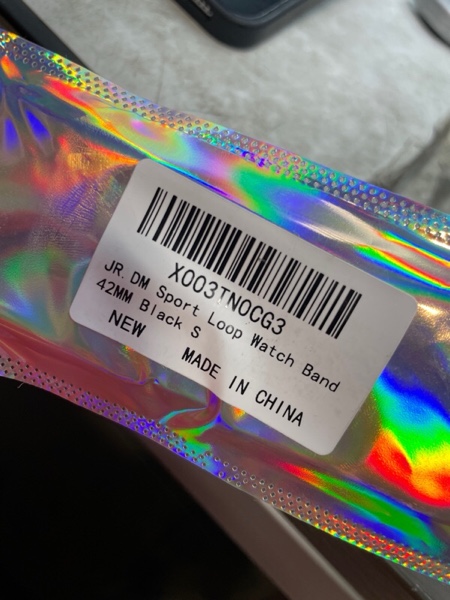 X003TN0CG3
JR.DM Sport Loop Watch Band
42MM Black S
NEW
MADE IN CHINA